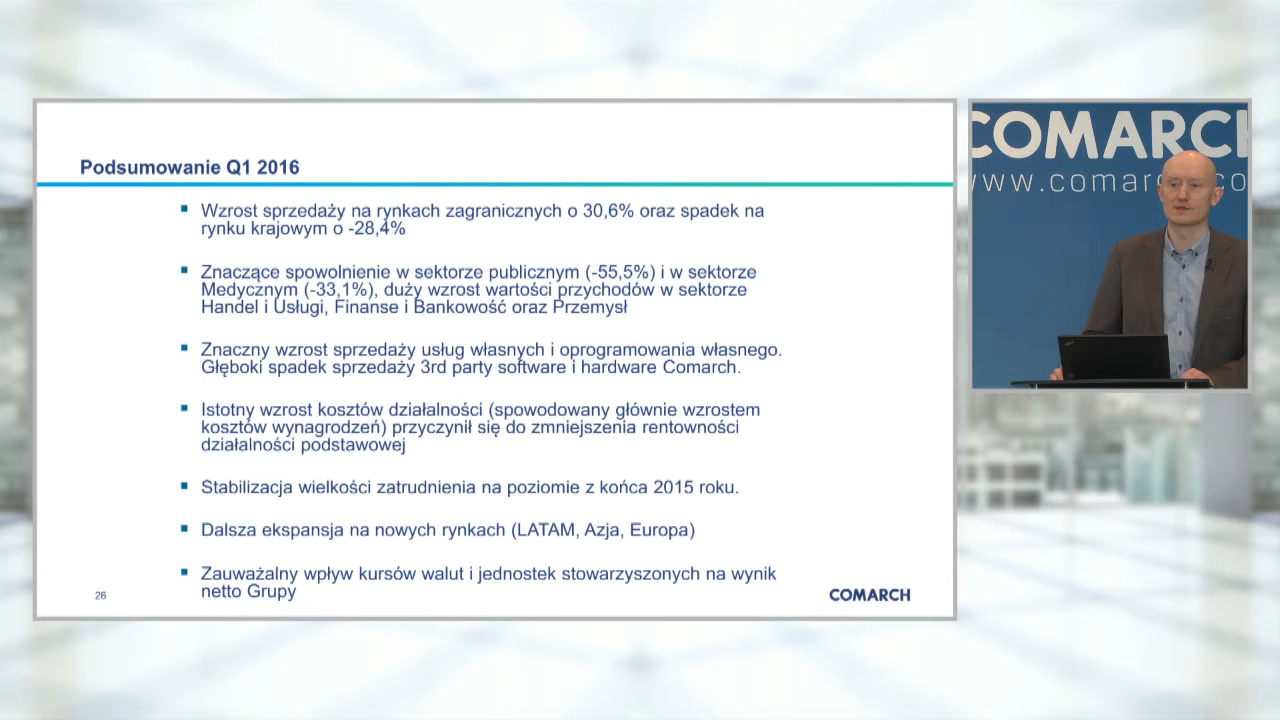 Podsumowanie Q1 2016
Wzrost sprzedaży na rynkach zagranicznych o 30,6% oraz spadek na
rynku krajowym o -28,4%
Znaczące spowolnienie w sektorze publicznym (-55,5%) i w sektorze
Medycznym (-33,1%), duży wzrost wartości przychodów w sektorze
Handel i Usługi, Finanse i Bankowość oraz Przemysł
Znaczny wzrost sprzedaży usług własnych i oprogramowania własnego.
Głęboki spadek sprzedaży 3rd party software i hardware Comarch.
Istotny wzrost kosztów działalności (spowodowany głównie wzrostem
kosztów wynagrodzeń) przyczynił się do zmniejszenia rentowności
działalności podstawowej
Stabilizacja wielkości zatrudnienia na poziomie z końca 2015 roku.
Dalsza ekspansja na nowych rynkach (LATAM, Azja, Europa)
Zauważalny wpływ kursów walut i jednostek stowarzyszonych na wynik
netto Grupy
26
COMARCH
COMARCH
www.comarch.co